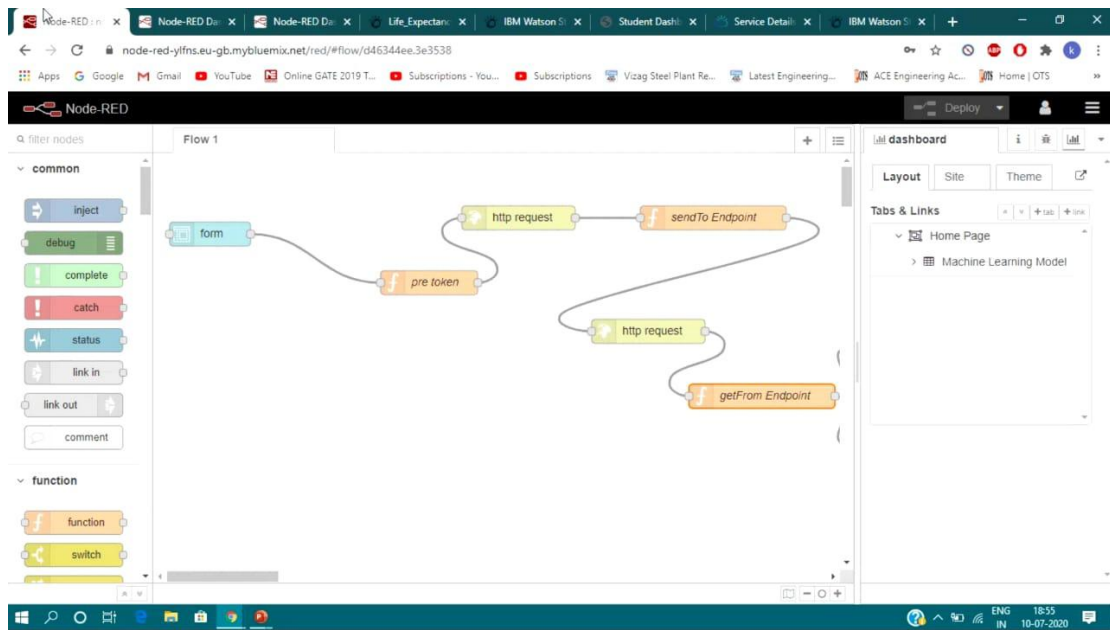 Node-RED : n
Node-RED Da
Node-RED Da
Life_Expectanc
IBM Watson St
Student Dashb
Service Details
IBM Watson S
node-red-ylfns.eu-gb.mybluemix.net/red/#flow/d46344ee.3e3538
Apps
Google
Gmail
YouTube
Online GATE 2019 T...
Subscriptions - You...
Subscriptions
Vizag Steel Plant Re...
Latest Engineering...
ACE Engineering Ac...
Home | OTS
Node-RED
Deploy
filter nodes
Flow 1
dashboard
common
Layout
Site
Theme
inject
debug
complete
catch
status
link in
link out
comment
function
function
switch
form
pre token
http request
sendTo Endpoint
http request
getFrom Endpoint
Tabs & Links
+ tab
+ link
Home Page
Machine Learning Model
ENG
IN
18:55
10-07-2020